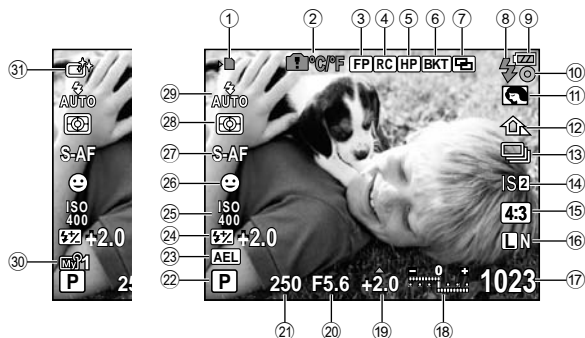 ① ② ③ ④ ⑤ ⑥ ⑦ ⑧ ⑨
°C/°F FP RC HP BKT
⑩
⑪
⑫
⑬
IS 2 ⑭
4:3 ⑮
L N ⑯
1023 ⑰
㉙ AUTO
㉘
㉗ S-AF
㉖
㉕ ISO 400
㉔ +2.0
㉓ AEL
㉒ P
250 F5.6 +2.0 − 0 +
㉑ ⑳ ⑲ ⑱
㉛
AUTO
S-AF
ISO
400
+2.0
㉚ My 1
P 25